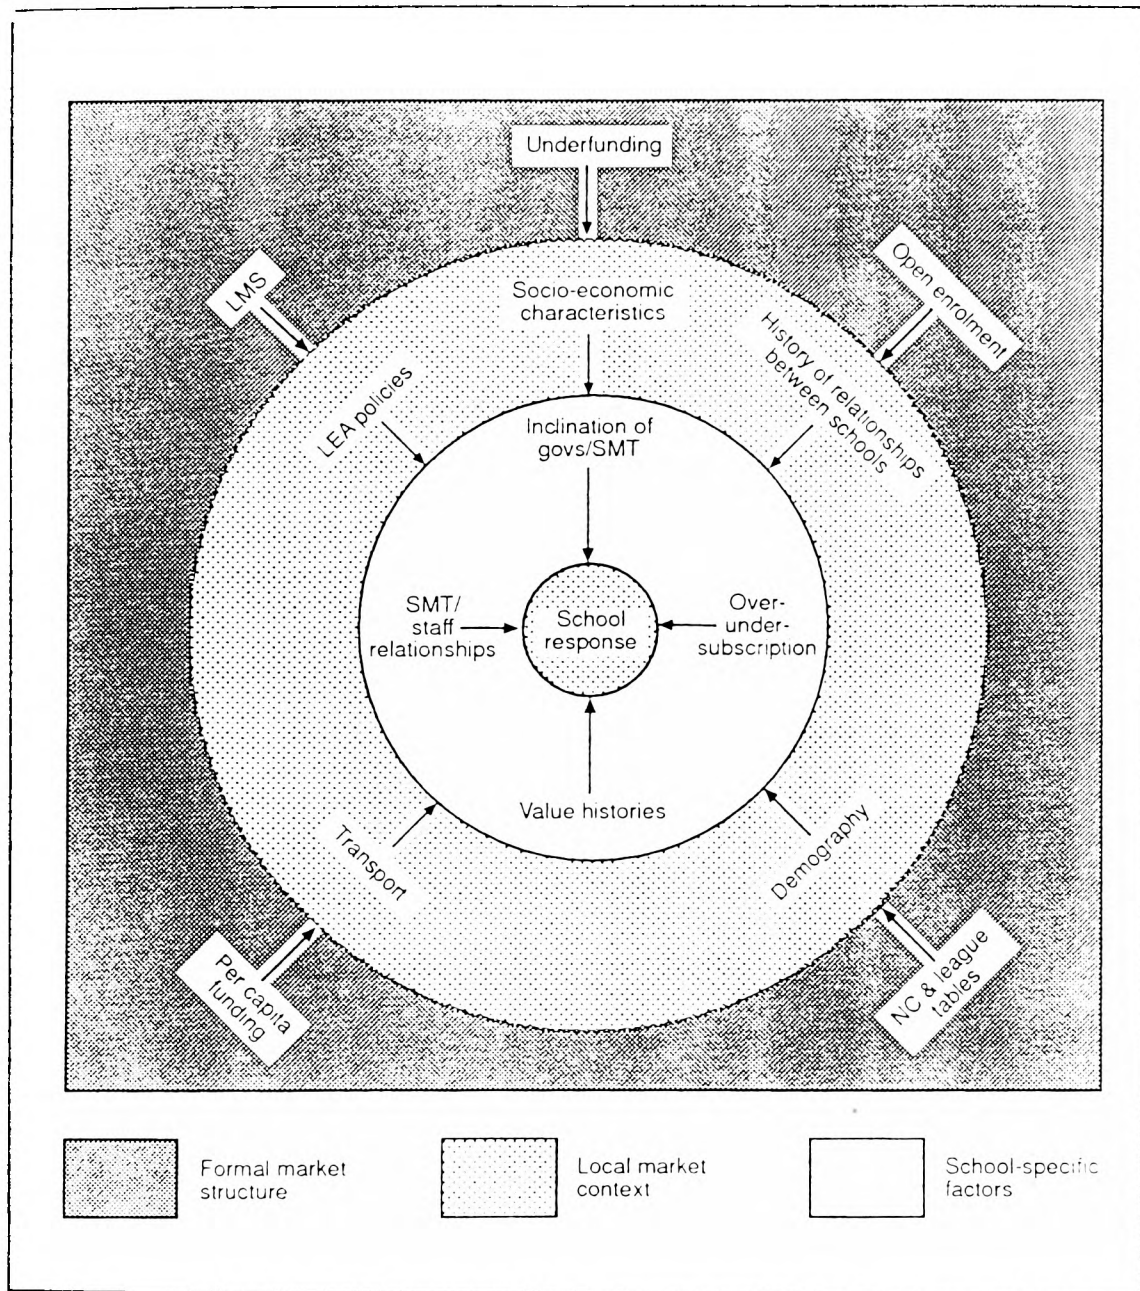 Underfunding
LMS
Open enrolment
Socio-economic
characteristics
LEA policies
History of relationships
between schools
Inclination of
govs/SMT
SMT/
staff
relationships
School
response
Over-
under-
subscription
Value histories
Transport
Demography
Per capita
funding
NC & league
tables
Formal market
structure
Local market
context
School-specific
factors